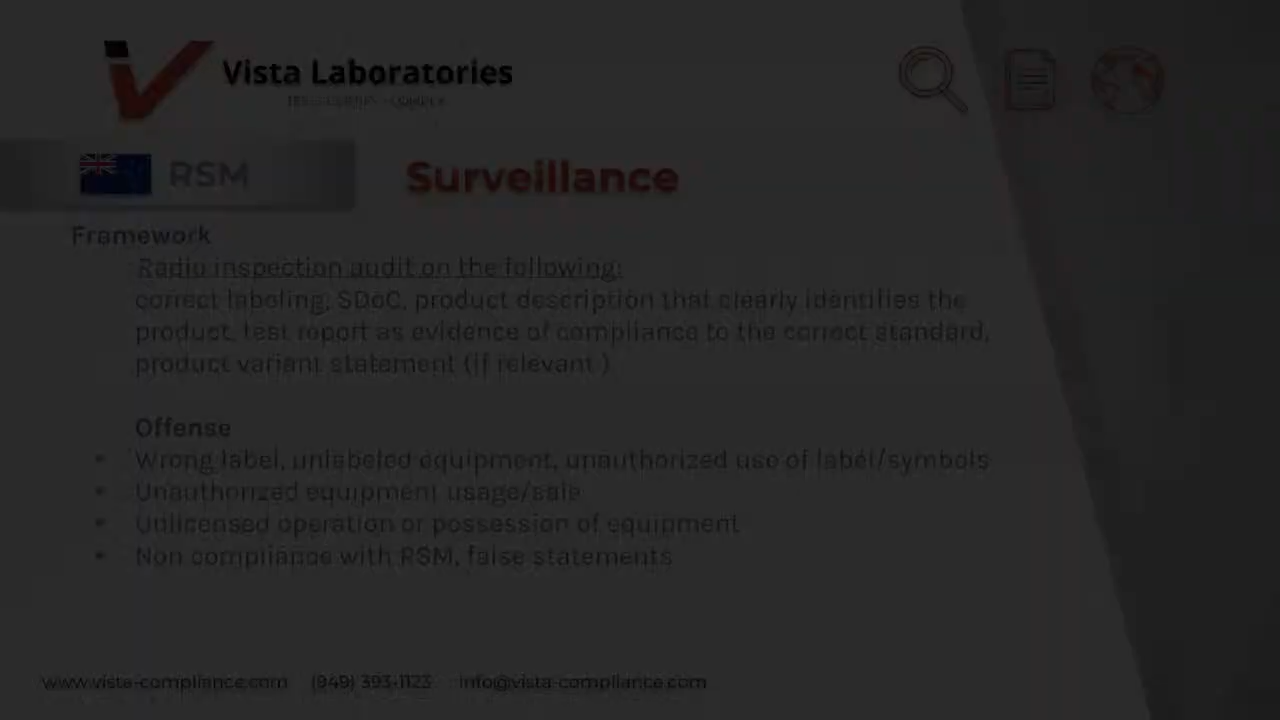 Vista Laboratories
RSM
Surveillance
Framework
Radio inspection audit on the following:
correct labeling, SDoC, product description that clearly identifies the
product, test report as evidence of compliance to the correct standard,
product variant statement (if relevant )
Offense
• Wrong label, unlabeled equipment, unauthorized use of label/symbols
• Unauthorized equipment usage/sale
• Unlicensed operation or possession of equipment
• Non compliance with RSM, false statements
www.vista-compliance.com (949) 393-1123 info@vista-compliance.com